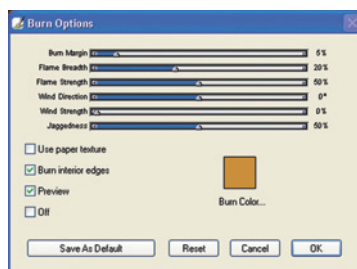 Burn Options
Burn Margin 5%
Flame Breadth 20%
Flame Strength 50%
Wind Direction 0°
Wind Strength 0%
Jaggedness 50%
Use paper texture
Burn interior edges
Preview
Off
Burn Color...
Save As Default Reset Cancel OK